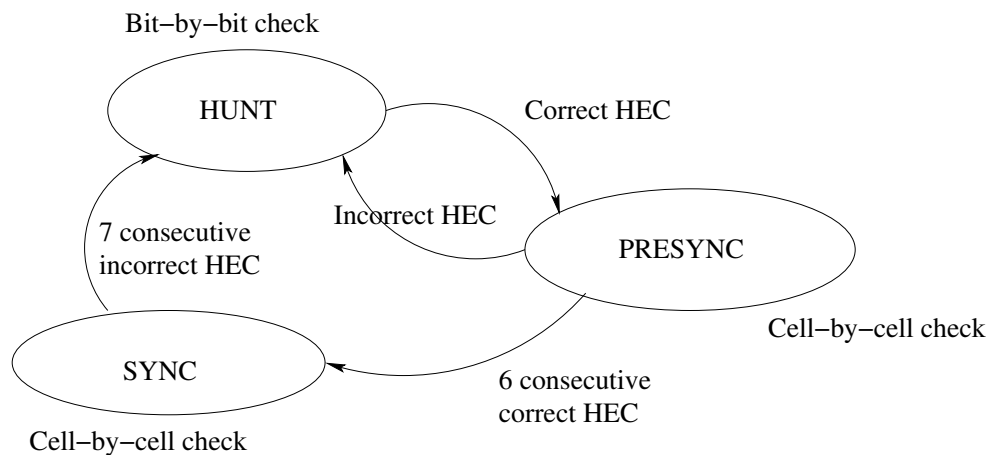 Bit−by−bit check
HUNT
Correct HEC
Incorrect HEC
7 consecutive
incorrect HEC
PRESYNC
Cell−by−cell check
SYNC
6 consecutive
correct HEC
Cell−by−cell check